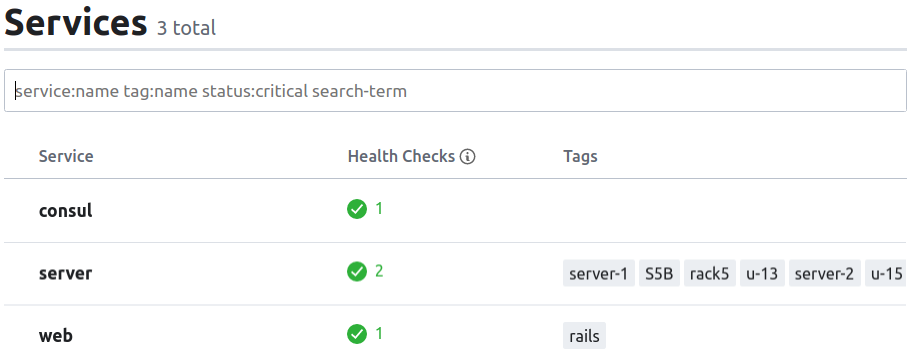 Services 3 total
service:name tag:name status:critical search-term
Service Health Checks Tags
consul 1
server 2 server-1 S5B rack5 u-13 server-2 u-15
web 1 rails